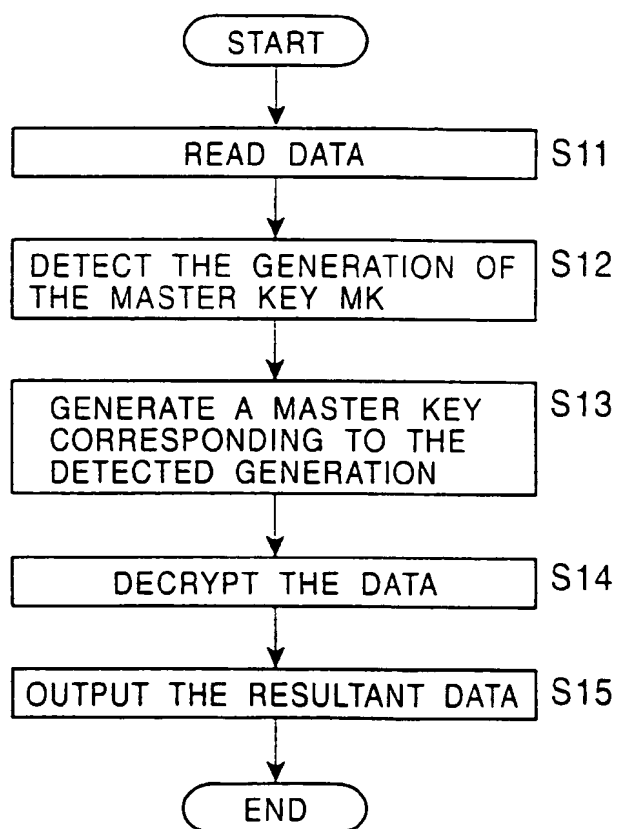 START
READ DATA S11
DETECT THE GENERATION OF S12
THE MASTER KEY MK
GENERATE A MASTER KEY S13
CORRESPONDING TO THE
DETECTED GENERATION
DECRYPT THE DATA S14
OUTPUT THE RESULTANT DATA S15
END